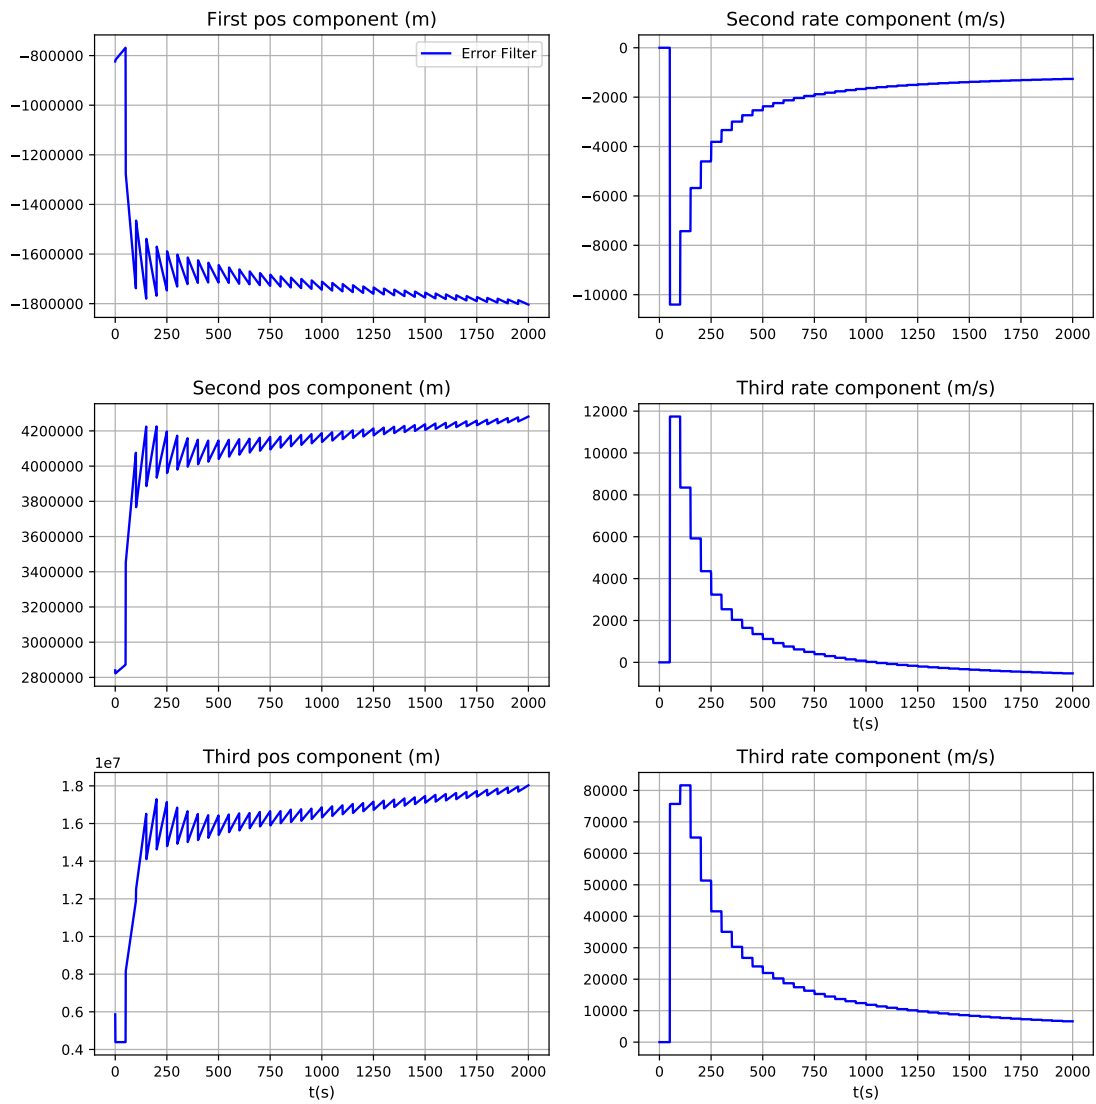 First pos component (m)
Error Filter
−800000
−1000000
−1200000
−1400000
−1600000
−1800000
0 250 500 750 1000 1250 1500 1750 2000
Second rate component (m/s)
0
−2000
−4000
−6000
−8000
−10000
0 250 500 750 1000 1250 1500 1750 2000
Second pos component (m)
4200000
4000000
3800000
3600000
3400000
3200000
3000000
2800000
0 250 500 750 1000 1250 1500 1750 2000
Third rate component (m/s)
12000
10000
8000
6000
4000
2000
0
0 250 500 750 1000 1250 1500 1750 2000
t(s)
Third pos component (m)
1e7
1.8
1.6
1.4
1.2
1.0
0.8
0.6
0.4
0 250 500 750 1000 1250 1500 1750 2000
t(s)
Third rate component (m/s)
80000
70000
60000
50000
40000
30000
20000
10000
0
0 250 500 750 1000 1250 1500 1750 2000
t(s)